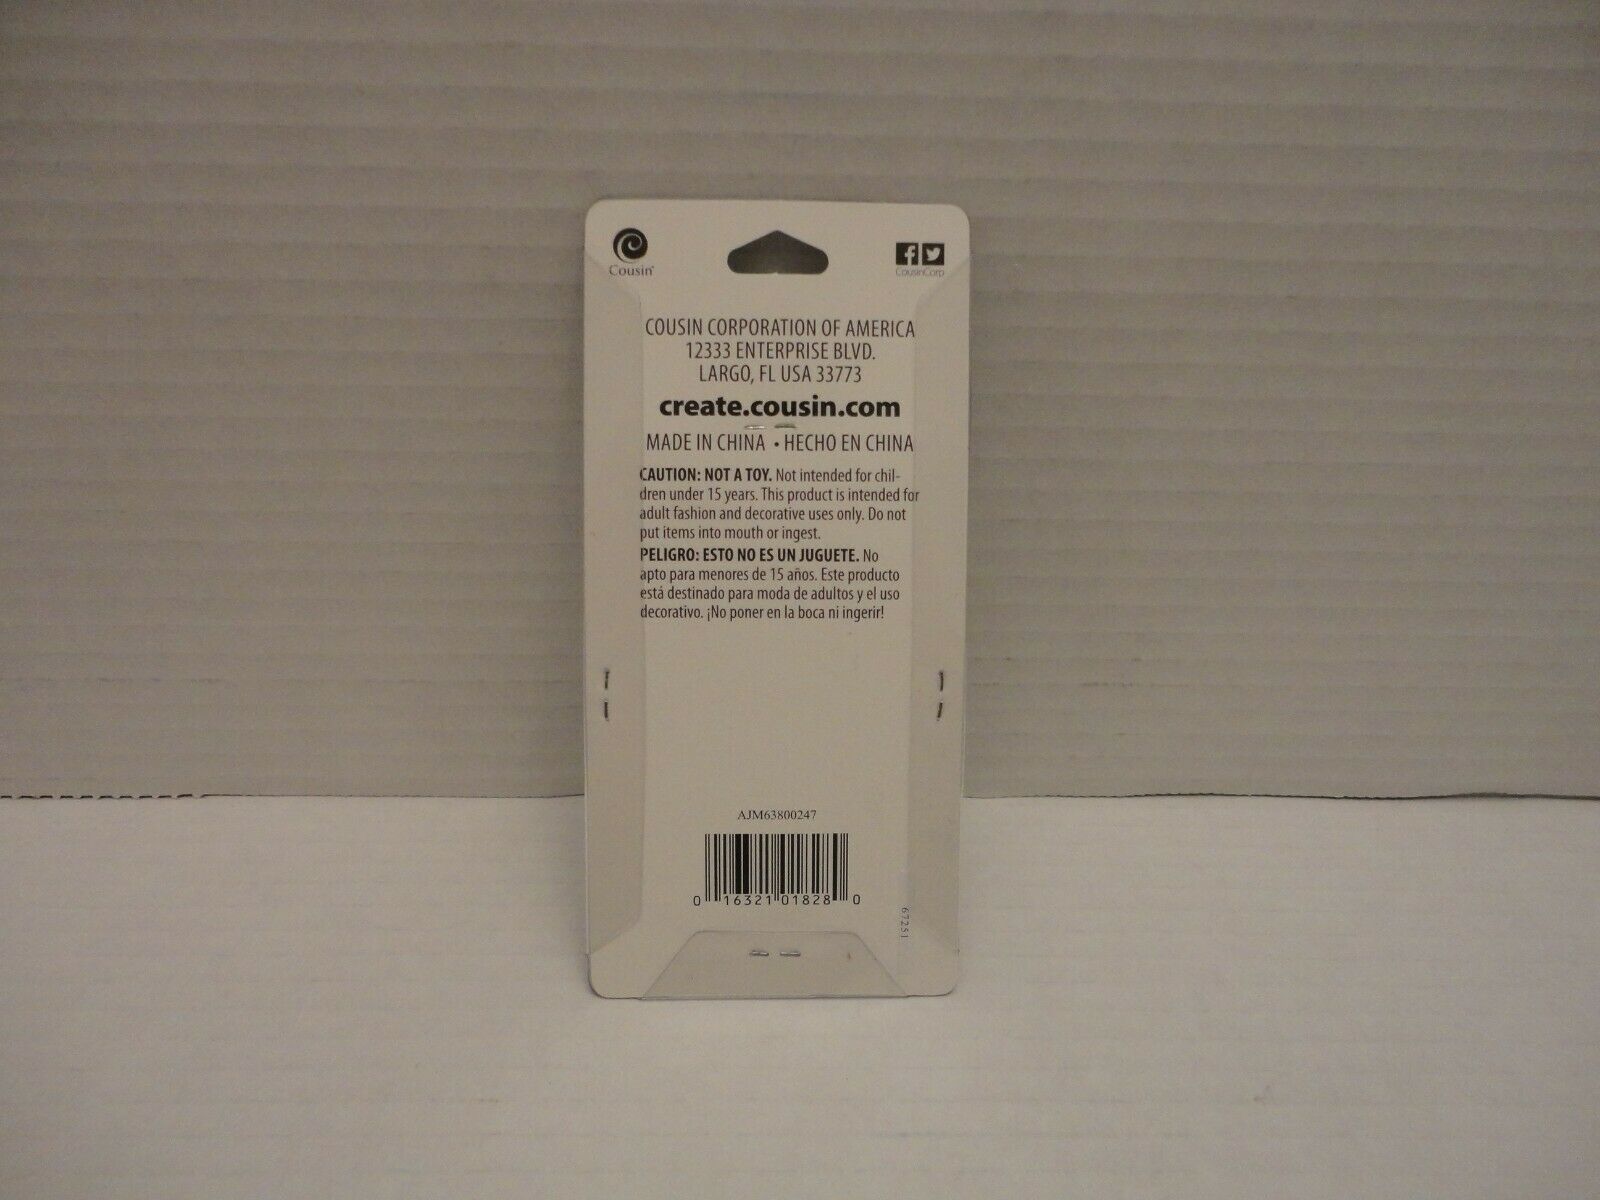 Cousin®
CousinCorp
COUSIN CORPORATION OF AMERICA
12333 ENTERPRISE BLVD.
LARGO, FL USA 33773
create.cousin.com
MADE IN CHINA • HECHO EN CHINA
CAUTION: NOT A TOY. Not intended for chil-
dren under 15 years. This product is intended for
adult fashion and decorative uses only. Do not
put items into mouth or ingest.
PELIGRO: ESTO NO ES UN JUGUETE. No
apto para menores de 15 años. Este producto
está destinado para moda de adultos y el uso
decorativo. ¡No poner en la boca ni ingerir!
AJM63800247
0 16321 01828 0
67251